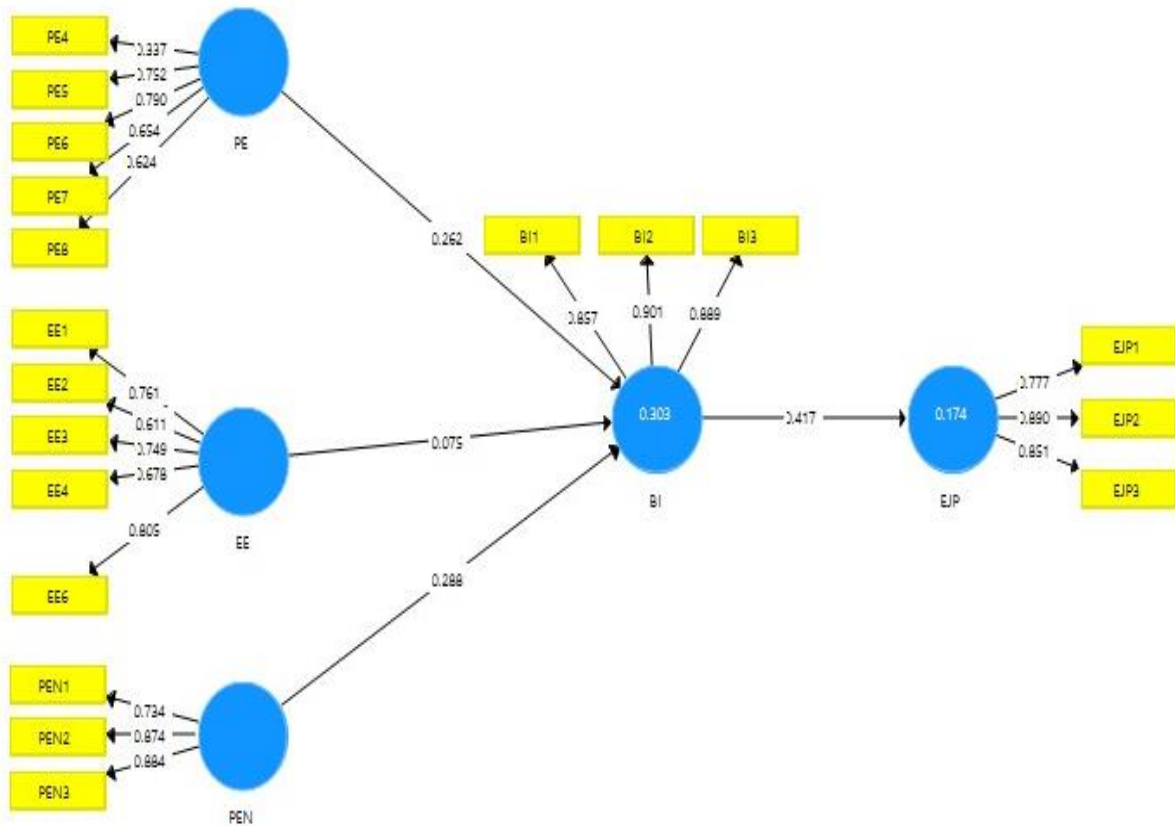 PE4
0.337
PE5
0.752
0.790
PE6
0.654
0.624
PE7
PE8
PE
0.262
BI1
BI2
BI3
0.857
0.901
0.889
EE1
EE2
EE3
EE4
EE6
0.761
0.611
0.749
0.678
0.805
EE
0.075
0.303
BI
0.417
0.174
EJP
EJP1
0.777
EJP2
0.890
0.851
EJP3
0.288
PEN1
0.734
PEN2
0.874
0.884
PEN3
PEN